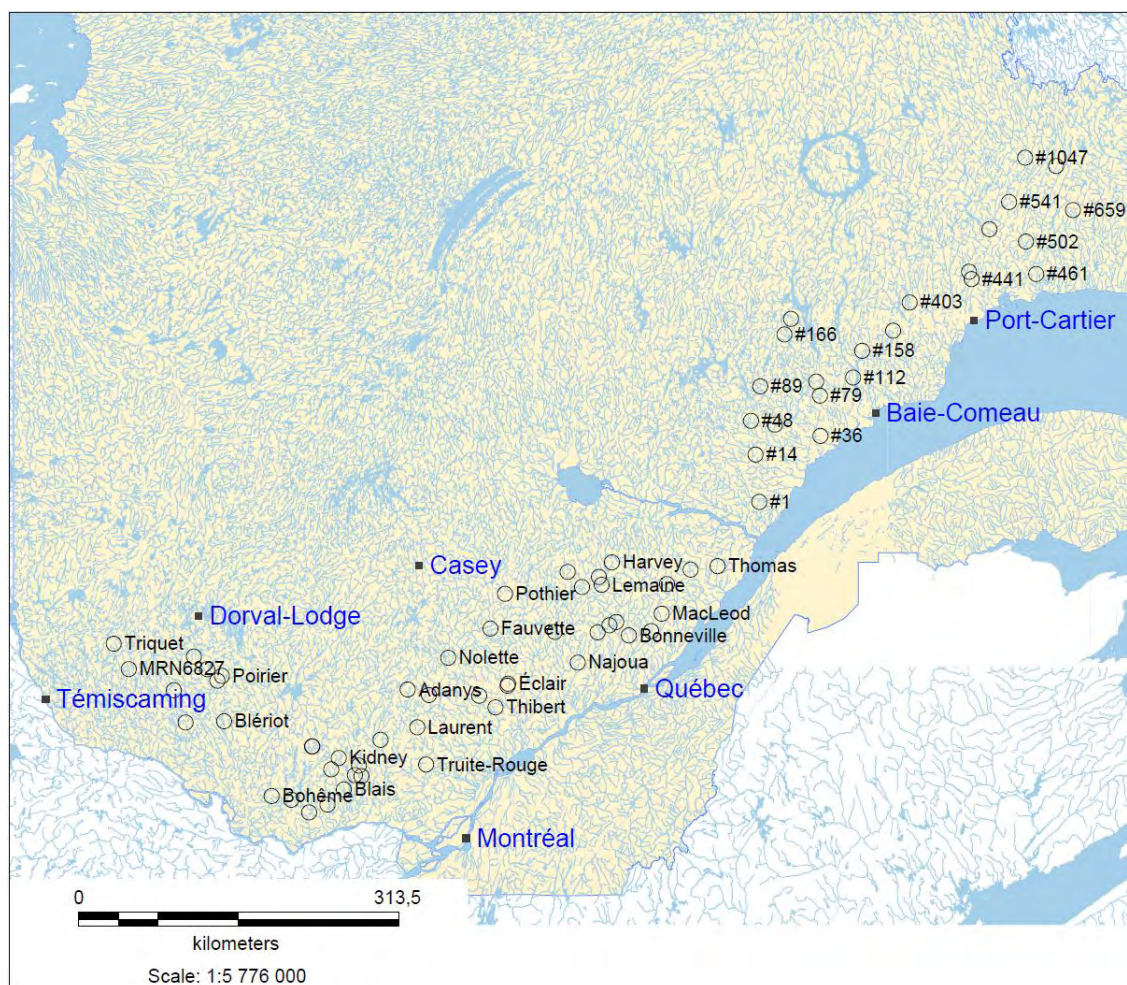 #1047
#541
#659
#502
#441
#461
#403
Port-Cartier
#166
#158
#112
#89
#79
Baie-Comeau
#48
#36
#14
#1
Harvey
Thomas
Casey
Lemaine
Pothier
MacLeod
Dorval-Lodge
Fauvette
Bonneville
Triquet
Nolette
Najoua
MRN6827
Poirier
Éclair
Adanys
Québec
Témiscaming
Thibert
Blériot
Laurent
Kidney
Truite-Rouge
Blais
Bohême
Montréal
0 313,5
kilometers
Scale: 1:5 776 000